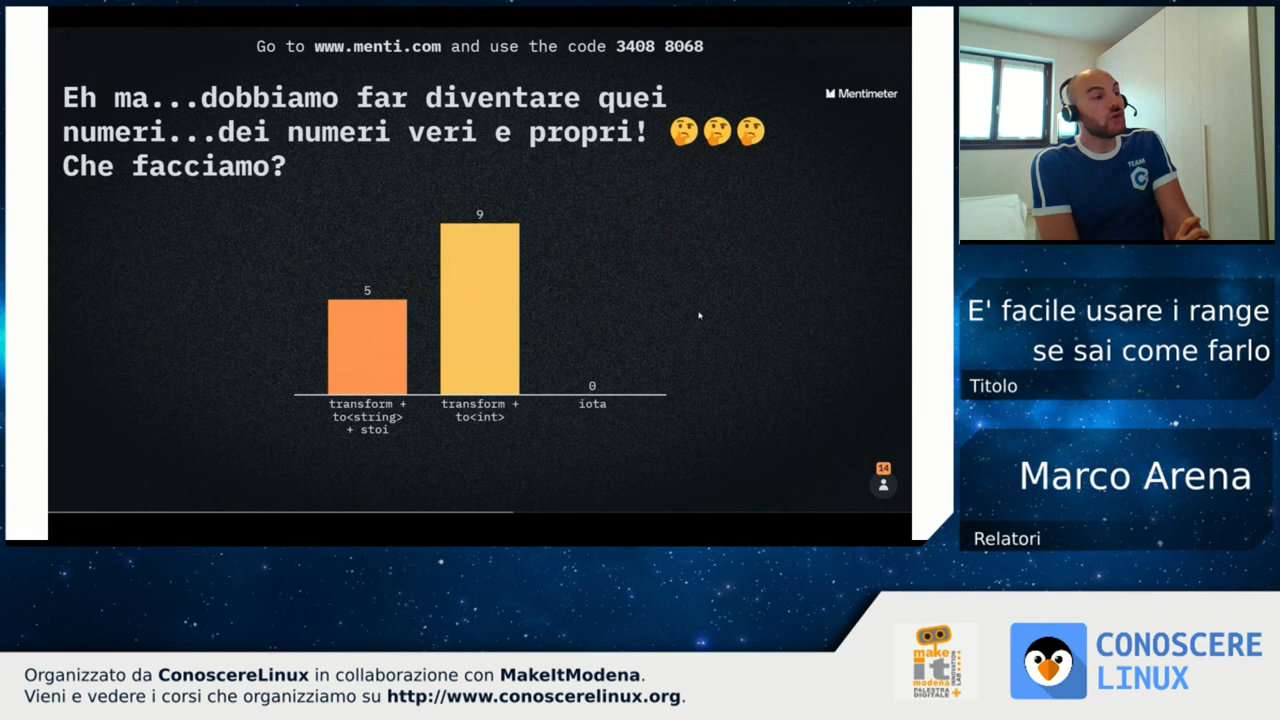 Go to www.menti.com and use the code 3408 8068
Eh ma...dobbiamo far diventare quei
numeri...dei numeri veri e propri! 🤔🤔🤔
Che facciamo?
Mentimeter
5
9
0
transform +
to<string>
+ stoi
transform +
to<int>
iota
14
TEAM
C
E' facile usare i range
se sai come farlo
Titolo
Marco Arena
Relatori
make
it
modena
PALESTRA
DIGITALE
INNOVATION
LAB
CONOSCERE
LINUX
Organizzato da ConoscereLinux in collaborazione con MakeItModena.
Vieni e vedere i corsi che organizziamo su http://www.conoscerelinux.org.